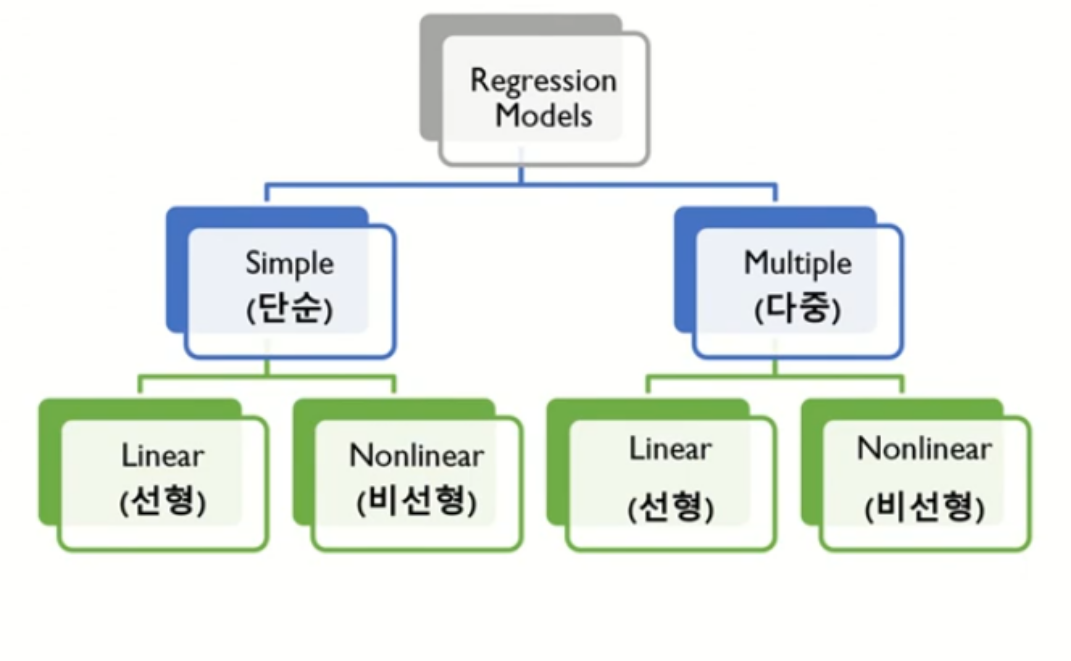 Regression
Models
Simple
(단순)
Multiple
(다중)
Linear
(선형)
Nonlinear
(비선형)
Linear
(선형)
Nonlinear
(비선형)